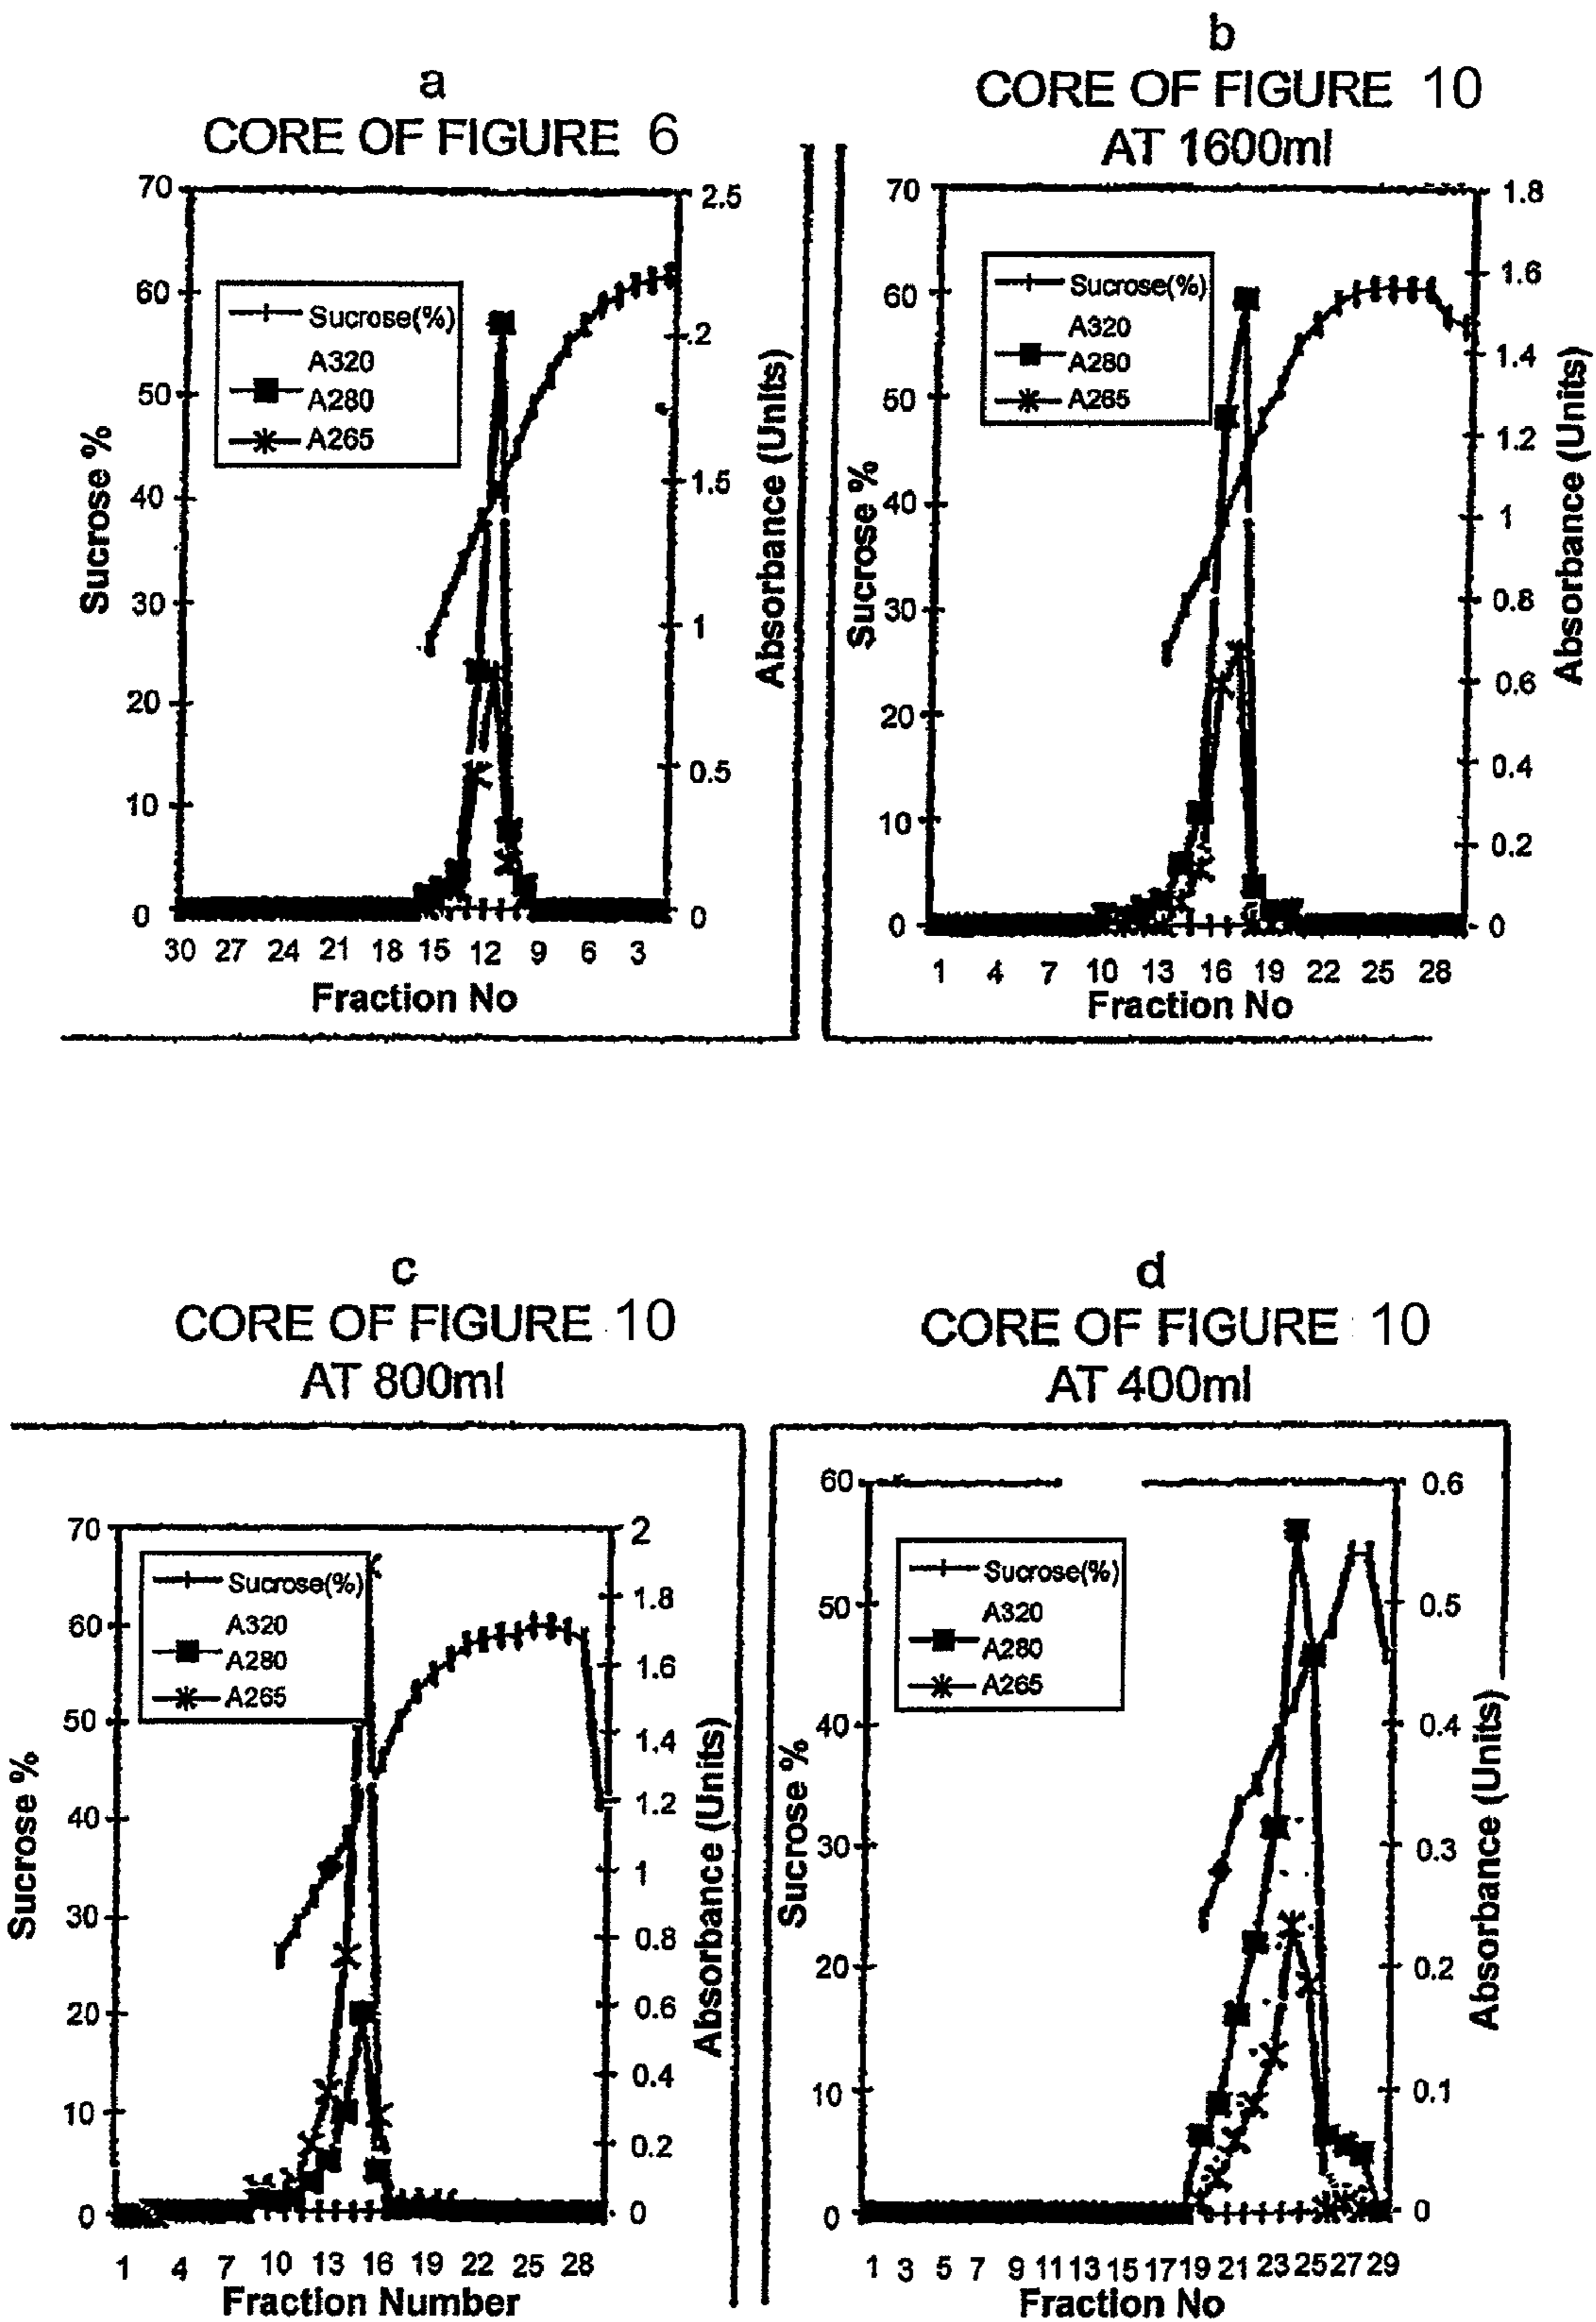 a
CORE OF FIGURE 6
70
60
50
40
30
20
10
0
Sucrose %
Sucrose(%)
A320
A280
A265
2.5
.2
1.5
1
0.5
0
Absorbance (Units)
30 27 24 21 18 15 12 9 6 3
Fraction No
b
CORE OF FIGURE 10
AT 1600ml
70
60
50
40
30
20
10
0
Sucrose %
Sucrose(%)
A320
A280
A265
1.8
1.6
1.4
1.2
1
0.8
0.6
0.4
0.2
0
Absorbance (Units)
1 4 7 10 13 16 19 22 25 28
Fraction No
c
CORE OF FIGURE 10
AT 800ml
70
60
50
40
30
20
10
0
Sucrose %
Sucrose(%)
A320
A280
A265
2
1.8
1.6
1.4
1.2
1
0.8
0.6
0.4
0.2
0
Absorbance (Units)
1 4 7 10 13 16 19 22 25 28
Fraction Number
d
CORE OF FIGURE 10
AT 400ml
60
50
40
30
20
10
0
Sucrose %
Sucrose(%)
A320
A280
A265
0.6
0.5
0.4
0.3
0.2
0.1
0
Absorbance (Units)
1 3 5 7 9 11 13 15 17 19 21 23 25 27 29
Fraction No